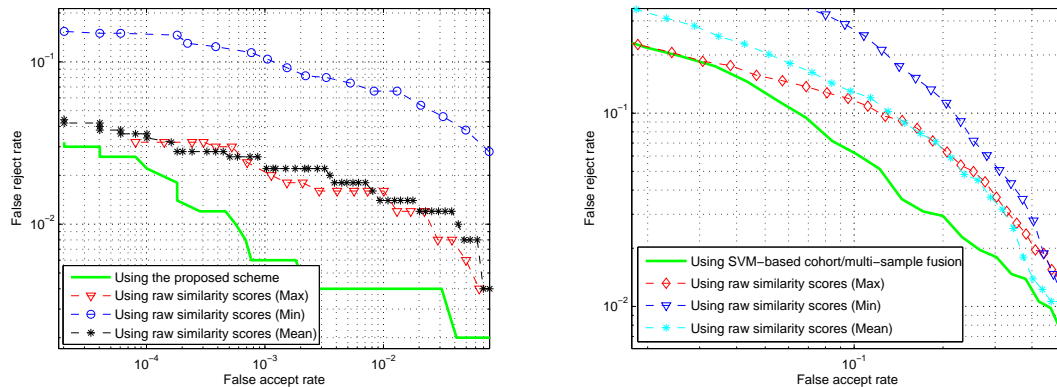 10^-1
10^-2
False reject rate
10^-4
10^-3
10^-2
False accept rate
Using the proposed scheme
Using raw similarity scores (Max)
Using raw similarity scores (Min)
Using raw similarity scores (Mean)
10^-1
10^-2
False reject rate
10^-1
False accept rate
Using SVM−based cohort/multi−sample fusion
Using raw similarity scores (Max)
Using raw similarity scores (Min)
Using raw similarity scores (Mean)